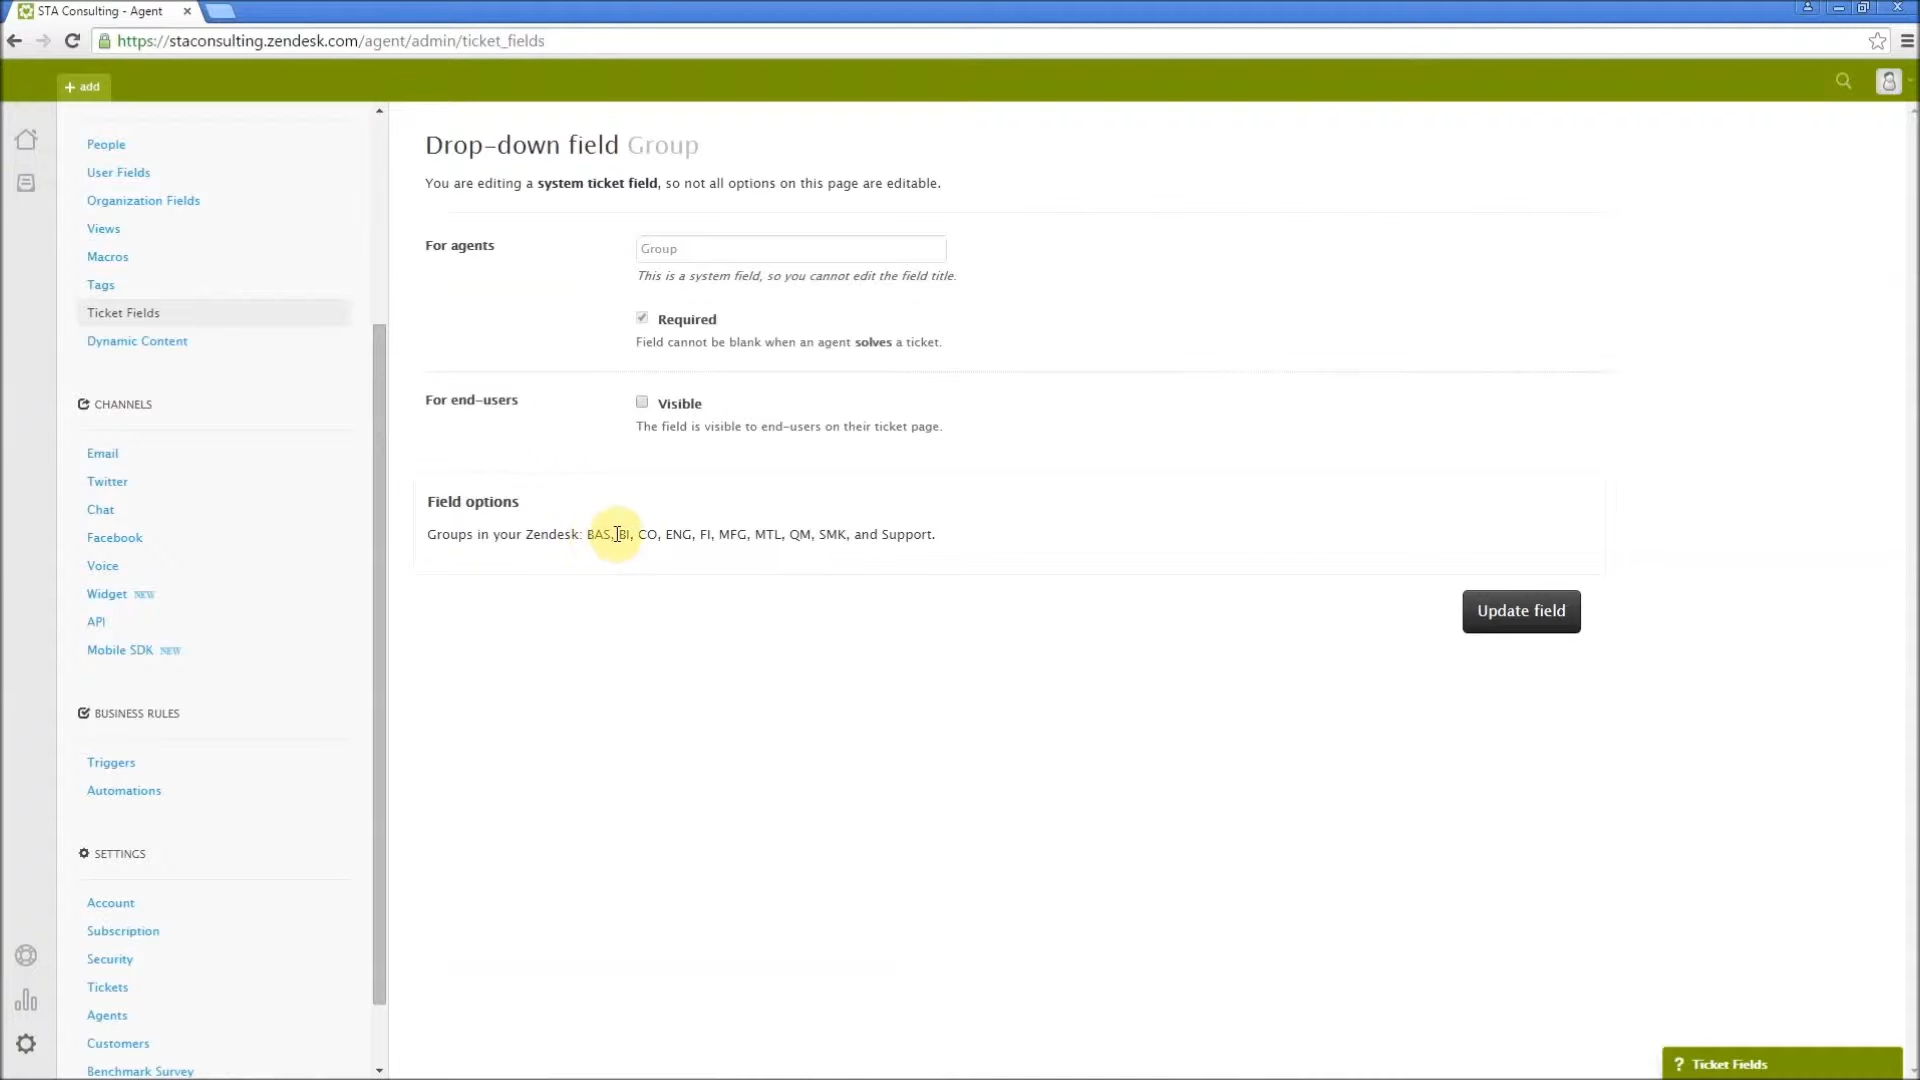 STA Consulting - Agent
https://staconsulting.zendesk.com/agent/admin/ticket_fields
+ add
People
User Fields
Organization Fields
Views
Macros
Tags
Ticket Fields
Dynamic Content
CHANNELS
Email
Twitter
Chat
Facebook
Voice
Widget NEW
API
Mobile SDK NEW
BUSINESS RULES
Triggers
Automations
SETTINGS
Account
Subscription
Security
Tickets
Agents
Customers
Benchmark Survey
Drop-down field Group
You are editing a system ticket field, so not all options on this page are editable.
For agents
Group
This is a system field, so you cannot edit the field title.
Required
Field cannot be blank when an agent solves a ticket.
For end-users
Visible
The field is visible to end-users on their ticket page.
Field options
Groups in your Zendesk: BAS, BI, CO, ENG, FI, MFG, MTL, QM, SMK, and Support.
Update field
? Ticket Fields